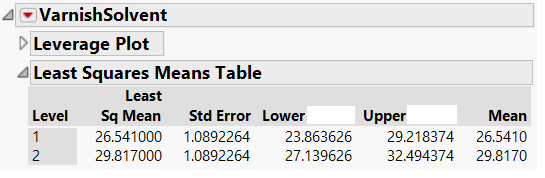 VarnishSolvent
Leverage Plot
Least Squares Means Table
Least
Level Sq Mean Std Error Lower Upper Mean
1 26.541000 1.0892264 23.863626 29.218374 26.5410
2 29.817000 1.0892264 27.139626 32.494374 29.8170